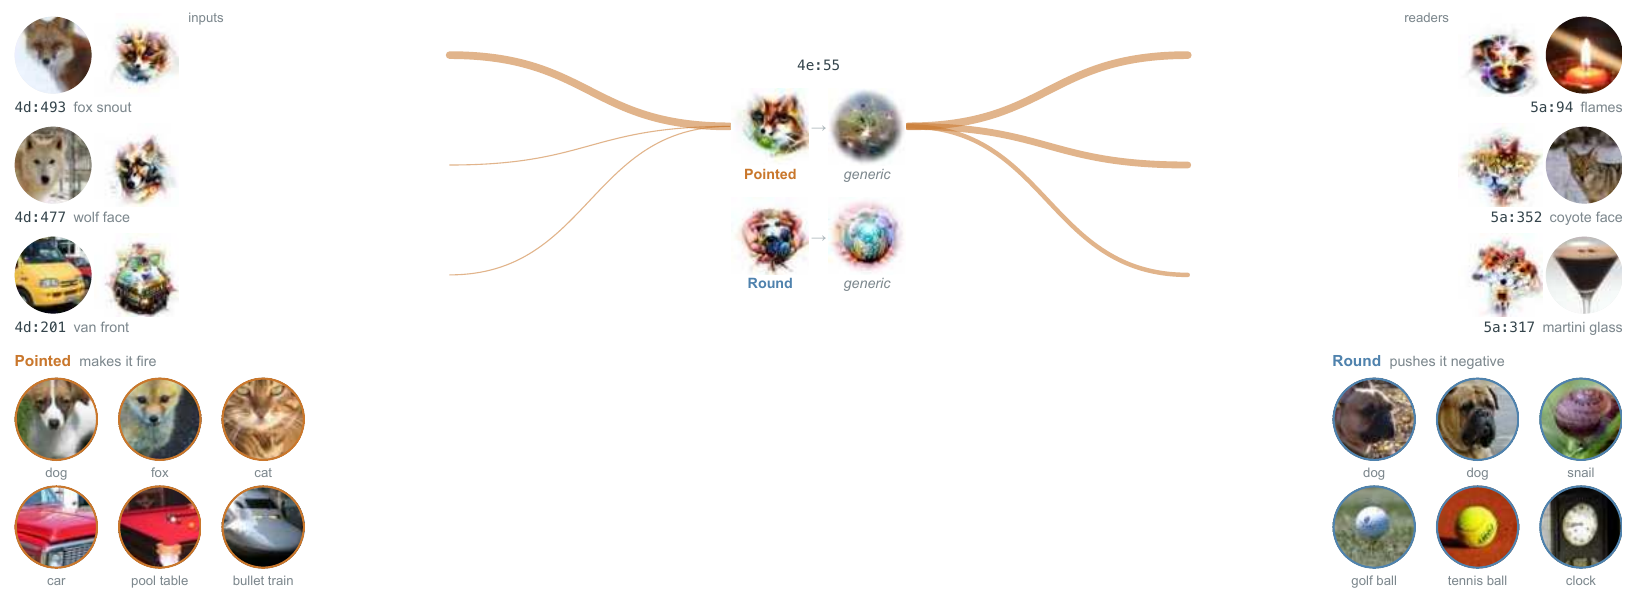 inputs
readers
4e:55
4d:493 fox snout
5a:94 flames
Pointed → generic
4d:477 wolf face
5a:352 coyote face
Round → generic
4d:201 van front
5a:317 martini glass
Pointed makes it fire
Round pushes it negative
dog fox cat
dog dog snail
car pool table bullet train
golf ball tennis ball clock